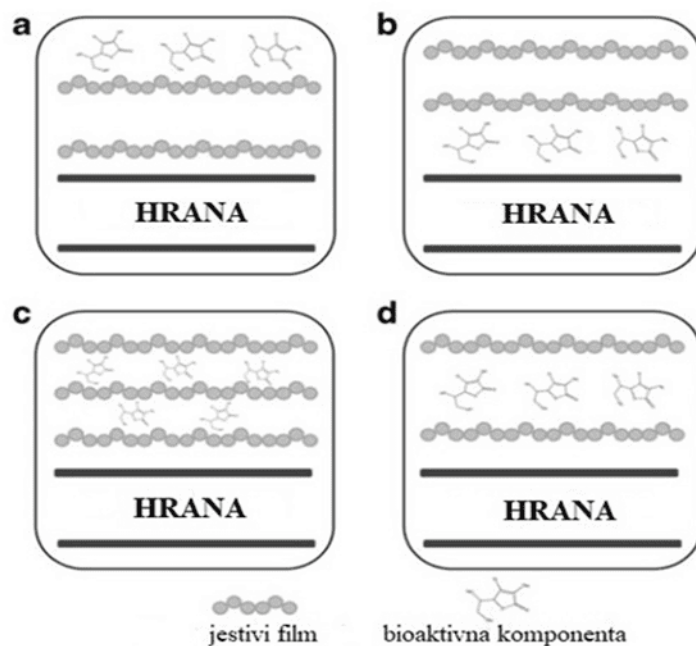 a
b
HRANA
HRANA
c
d
HRANA
HRANA
jestivi film
bioaktivna komponenta